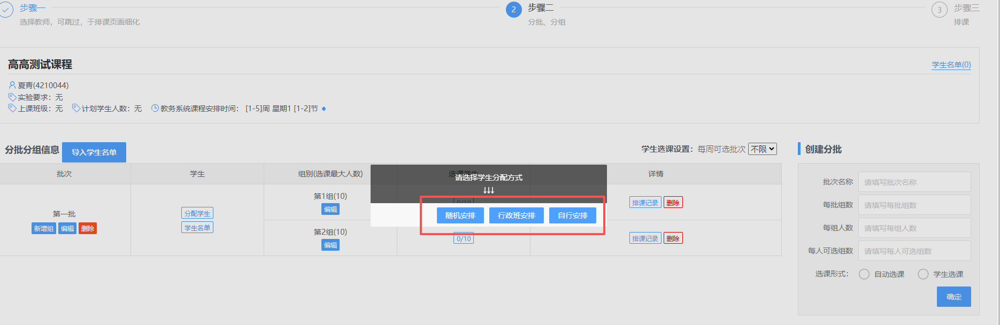 步骤一
选择教师，可跳过，于排课页面细化
2
步骤二
分批、分组
3
步骤三
排课
高高测试课程
学生名单(0)
夏青(4210044)
实验要求：无
上课班级：无 计划学生人数：无 教务系统课程安排时间： [1-5]周 星期1 [1-2]节
分批分组信息 导入学生名单
学生选课设置：每周可选批次 不限
批次 学生 组别(选课最大人数) 选课学生 详情
请选择学生分配方式
↓↓↓
随机安排 行政班安排 自行安排
第一批
新增组 编辑 删除
分配学生
学生名单
第1组(10)
编辑
0/10
排课记录 删除
第2组(10)
编辑
0/10
排课记录 删除
创建分批
批次名称 请填写批次名称
每批组数 请填写每批组数
每组人数 请填写每组人数
每人可选组数 请填写每人可选组数
选课形式： 自动选课 学生选课
确定